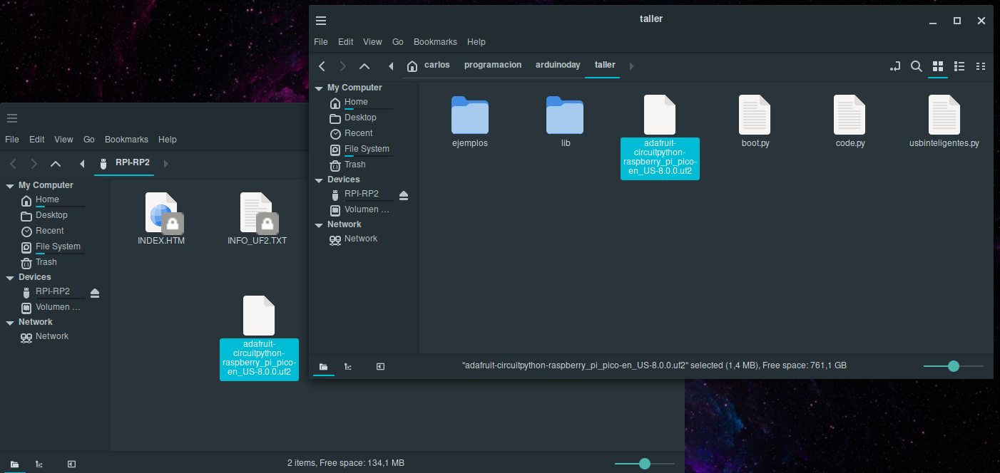 taller
File Edit View Go Bookmarks Help
carlos programacion arduinoday taller
My Computer
Home
Desktop
Recent
File System
Trash
Devices
RPI-RP2
Volumen ...
Network
Network
ejemplos
lib
adafruit-
circuitpython-
raspberry_pi_pico-
en_US-8.0.0.uf2
boot.py
code.py
usbinteligentes.py
"adafruit-circuitpython-raspberry_pi_pico-en_US-8.0.0.uf2" selected (1,4 MB), Free space: 761,1 GB
File Edit View Go Bookmarks Help
RPI-RP2
My Computer
Home
Desktop
Recent
File System
Trash
Devices
RPI-RP2
Volumen ...
Network
Network
INDEX.HTM
INFO_UF2.TXT
adafruit-
circuitpython-
raspberry_pi_pico-
en_US-8.0.0.uf2
2 items, Free space: 134,1 MB